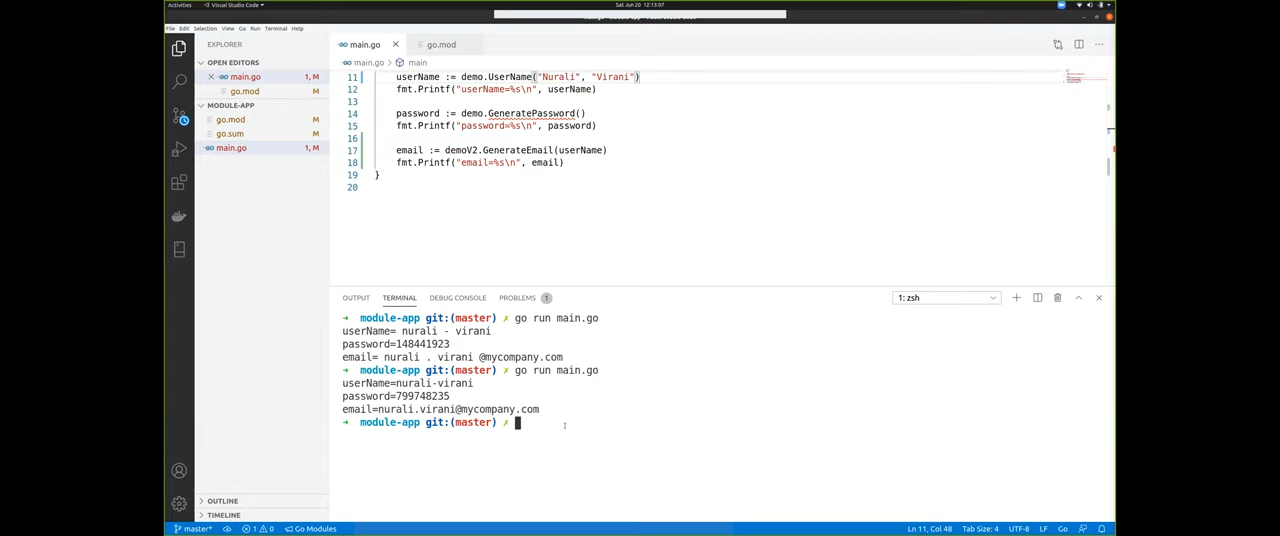 Activities
Visual Studio Code
Sat Jun 20 12:13:07
File Edit Selection View Go Run Terminal Help
EXPLORER
OPEN EDITORS
main.go 1, M
go.mod M
MODULE-APP
go.mod M
go.sum M
main.go 1, M
OUTLINE
TIMELINE
main.go
go.mod
main.go > main
11 userName := demo.UserName("Nurali", "Virani")
12 fmt.Printf("userName=%s\n", userName)
13
14 password := demo.GeneratePassword()
15 fmt.Printf("password=%s\n", password)
16
17 email := demoV2.GenerateEmail(userName)
18 fmt.Printf("email=%s\n", email)
19 }
20
OUTPUT TERMINAL DEBUG CONSOLE PROBLEMS 1
1: zsh
➜ module-app git:(master) ✗ go run main.go
userName= nurali - virani
password=148441923
email= nurali . virani @mycompany.com
➜ module-app git:(master) ✗ go run main.go
userName=nurali-virani
password=799748235
email=nurali.virani@mycompany.com
➜ module-app git:(master) ✗
master* 1 0 Go Modules
Ln 11, Col 48 Tab Size: 4 UTF-8 LF Go